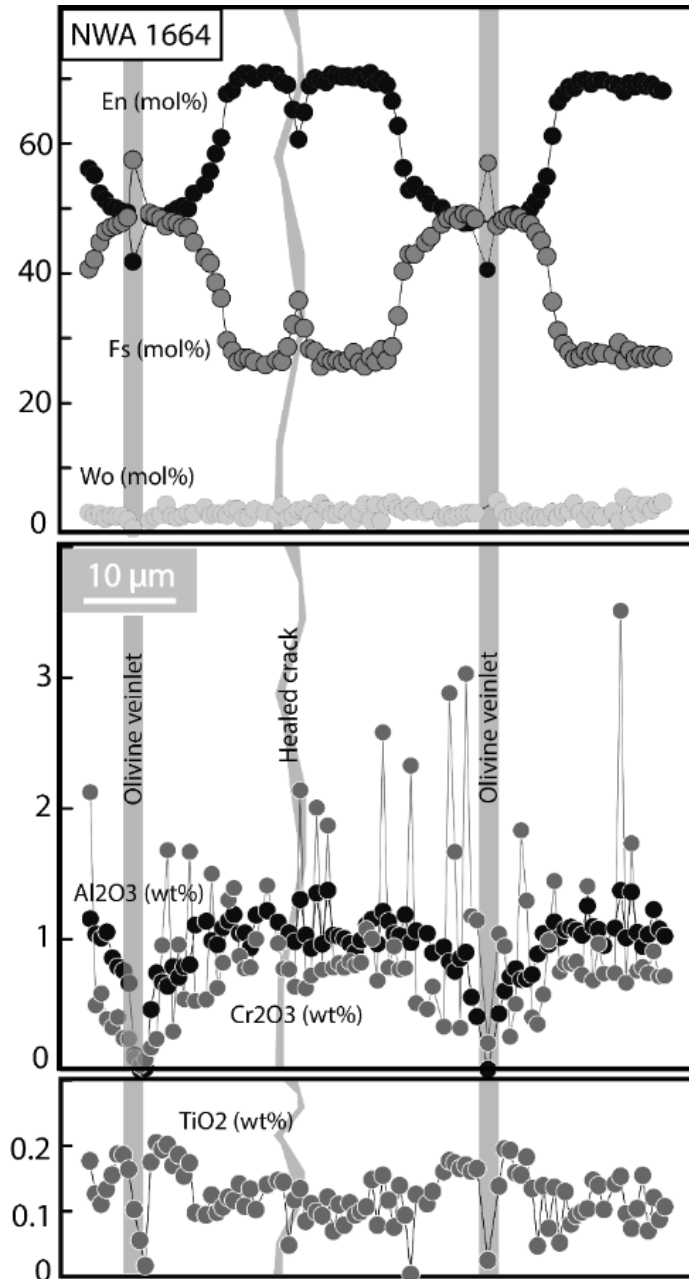 NWA 1664
En (mol%)
60
40
Fs (mol%)
20
Wo (mol%)
0
10 µm
3
Olivine veinlet
Healed crack
Olivine veinlet
2
Al2O3 (wt%)
1
Cr2O3 (wt%)
0
TiO2 (wt%)
0.2
0.1
0